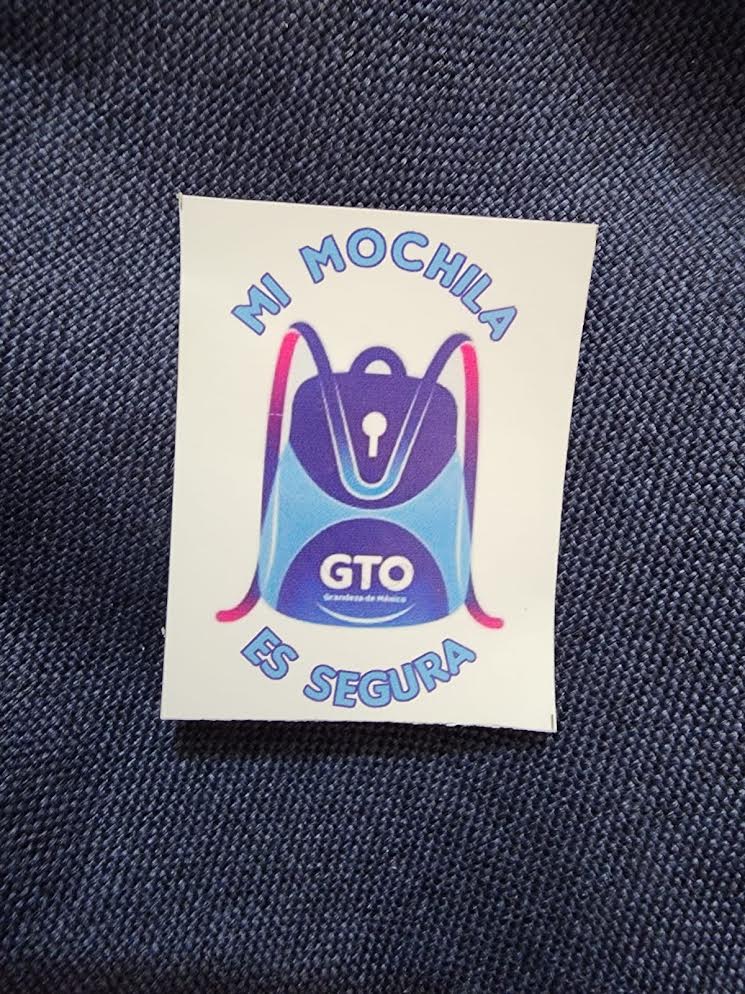 MI MOCHILA
GTO
Grandeza de México
ES SEGURA